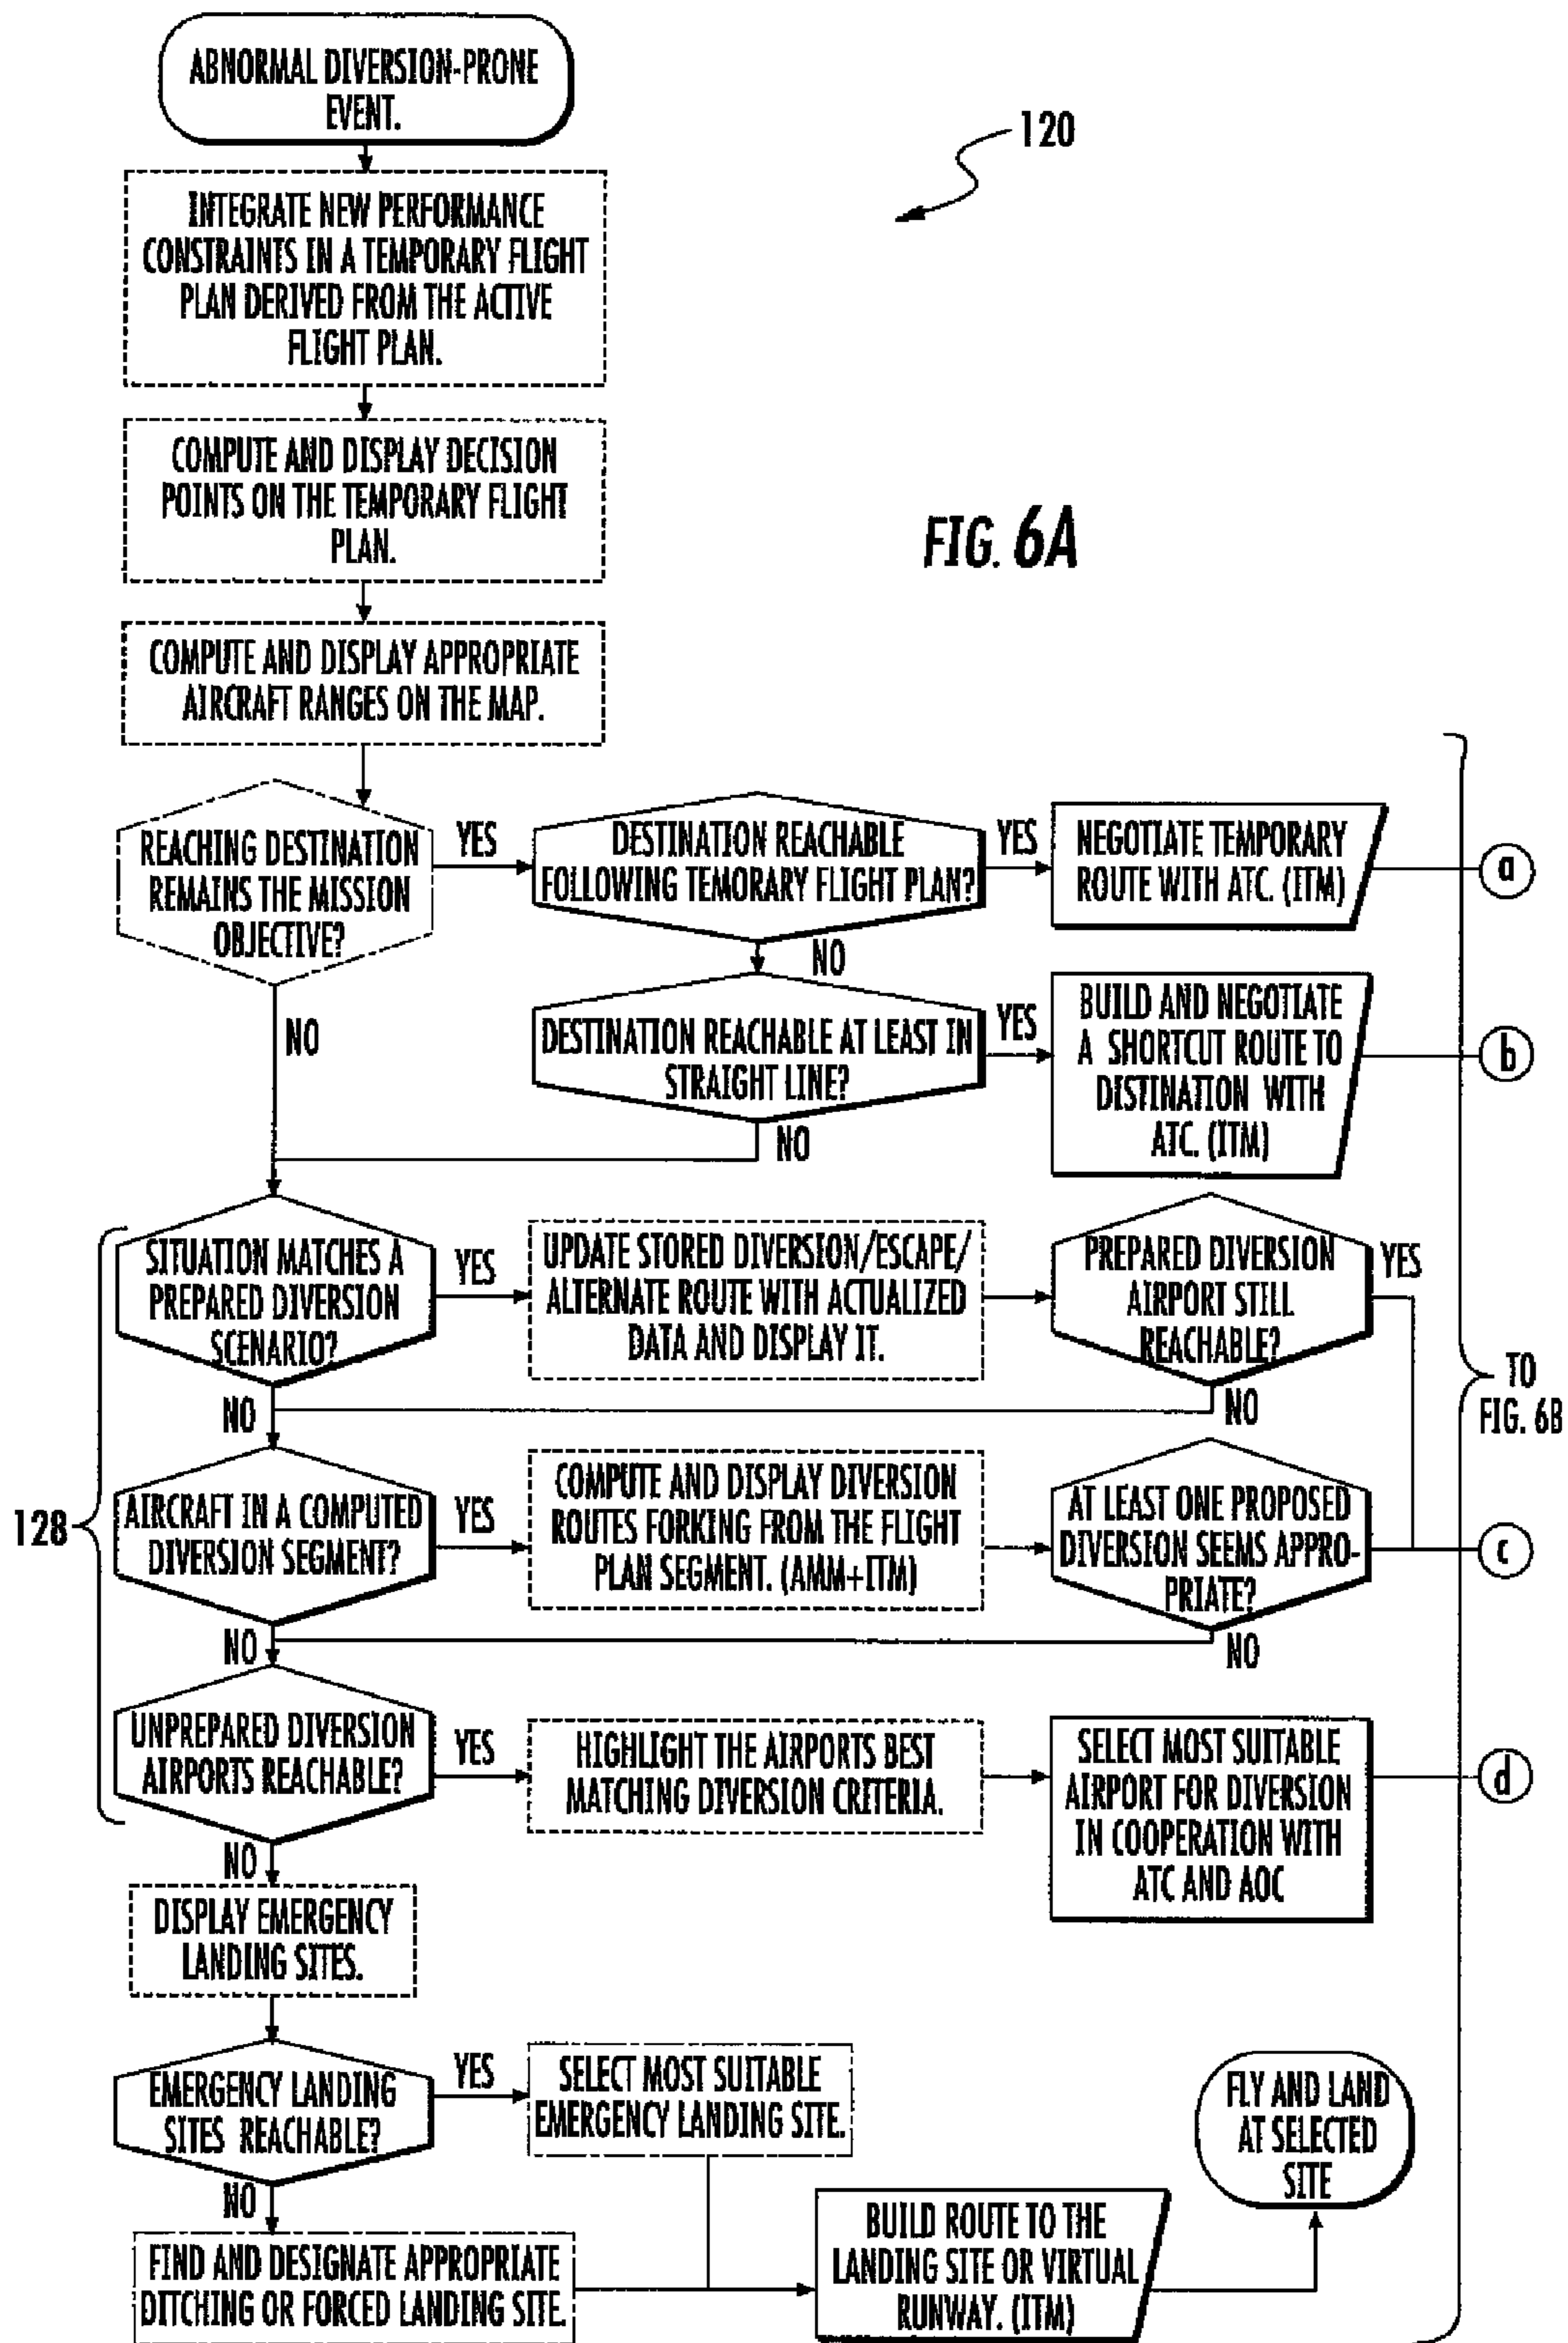 ABNORMAL DIVERSION-PRONE
EVENT.
120
INTEGRATE NEW PERFORMANCE
CONSTRAINTS IN A TEMPORARY FLIGHT
PLAN DERIVED FROM THE ACTIVE
FLIGHT PLAN.
COMPUTE AND DISPLAY DECISION
POINTS ON THE TEMPORARY FLIGHT
PLAN.
FIG. 6A
COMPUTE AND DISPLAY APPROPRIATE
AIRCRAFT RANGES ON THE MAP.
REACHING DESTINATION
REMAINS THE MISSION
OBJECTIVE?
YES
DESTINATION REACHABLE
FOLLOWING TEMORARY FLIGHT PLAN?
YES
NEGOTIATE TEMPORARY
ROUTE WITH ATC. (ITM)
a
NO
NO
DESTINATION REACHABLE AT LEAST IN
STRAIGHT LINE?
YES
BUILD AND NEGOTIATE
A SHORTCUT ROUTE TO
DISTINATION WITH
ATC. (ITM)
b
NO
SITUATION MATCHES A
PREPARED DIVERSION
SCENARIO?
YES
UPDATE STORED DIVERSION/ESCAPE/
ALTERNATE ROUTE WITH ACTUALIZED
DATA AND DISPLAY IT.
PREPARED DIVERSION
AIRPORT STILL
REACHABLE?
YES
TO
FIG. 6B
NO
NO
128
AIRCRAFT IN A COMPUTED
DIVERSION SEGMENT?
YES
COMPUTE AND DISPLAY DIVERSION
ROUTES FORKING FROM THE FLIGHT
PLAN SEGMENT. (AMM+ITM)
AT LEAST ONE PROPOSED
DIVERSION SEEMS APPRO-
PRIATE?
c
NO
NO
UNPREPARED DIVERSION
AIRPORTS REACHABLE?
YES
HIGHLIGHT THE AIRPORTS BEST
MATCHING DIVERSION CRITERIA.
SELECT MOST SUITABLE
AIRPORT FOR DIVERSION
IN COOPERATION WITH
ATC AND AOC
d
NO
DISPLAY EMERGENCY
LANDING SITES.
EMERGENCY LANDING
SITES REACHABLE?
YES
SELECT MOST SUITABLE
EMERGENCY LANDING SITE.
FLY AND LAND
AT SELECTED
SITE
NO
FIND AND DESIGNATE APPROPRIATE
DITCHING OR FORCED LANDING SITE.
BUILD ROUTE TO THE
LANDING SITE OR VIRTUAL
RUNWAY. (ITM)